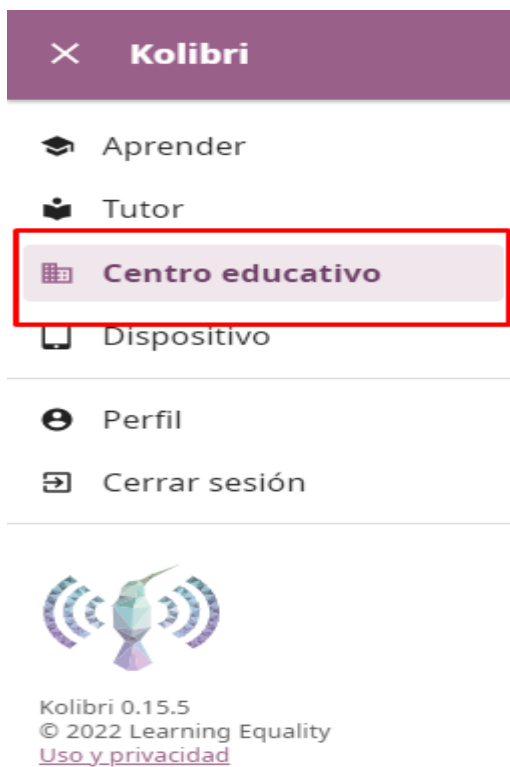 Kolibri
Aprender
Tutor
Centro educativo
Dispositivo
Perfil
Cerrar sesión
Kolibri 0.15.5
© 2022 Learning Equality
Uso y privacidad